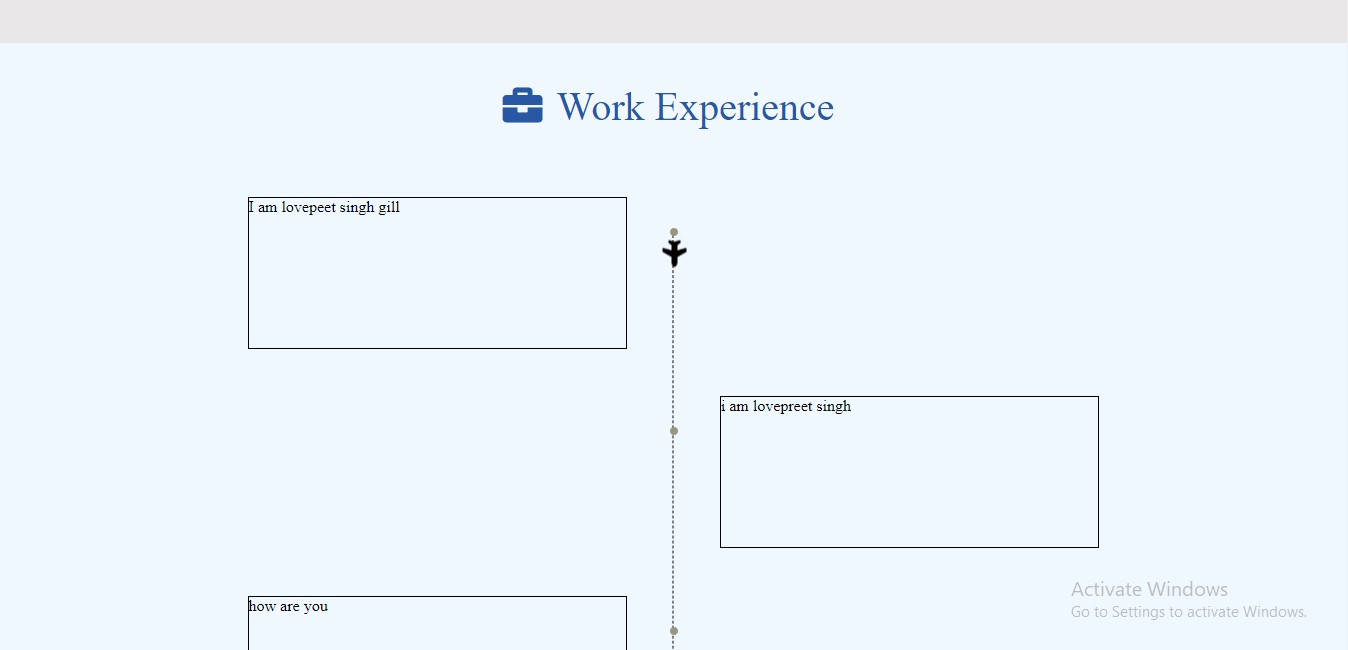 Work Experience
I am lovepeet singh gill
i am lovepreet singh
how are you
Activate Windows
Go to Settings to activate Windows.